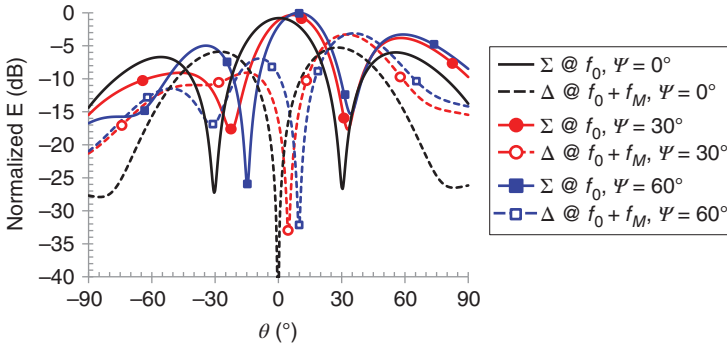 Normalized E (dB)
0
–5
–10
–15
–20
–25
–30
–35
–40
–90
–60
–30
0
30
60
90
θ (°)
Σ @ f0, Ψ = 0°
Δ @ f0 + fM, Ψ = 0°
Σ @ f0, Ψ = 30°
Δ @ f0 + fM, Ψ = 30°
Σ @ f0, Ψ = 60°
Δ @ f0 + fM, Ψ = 60°